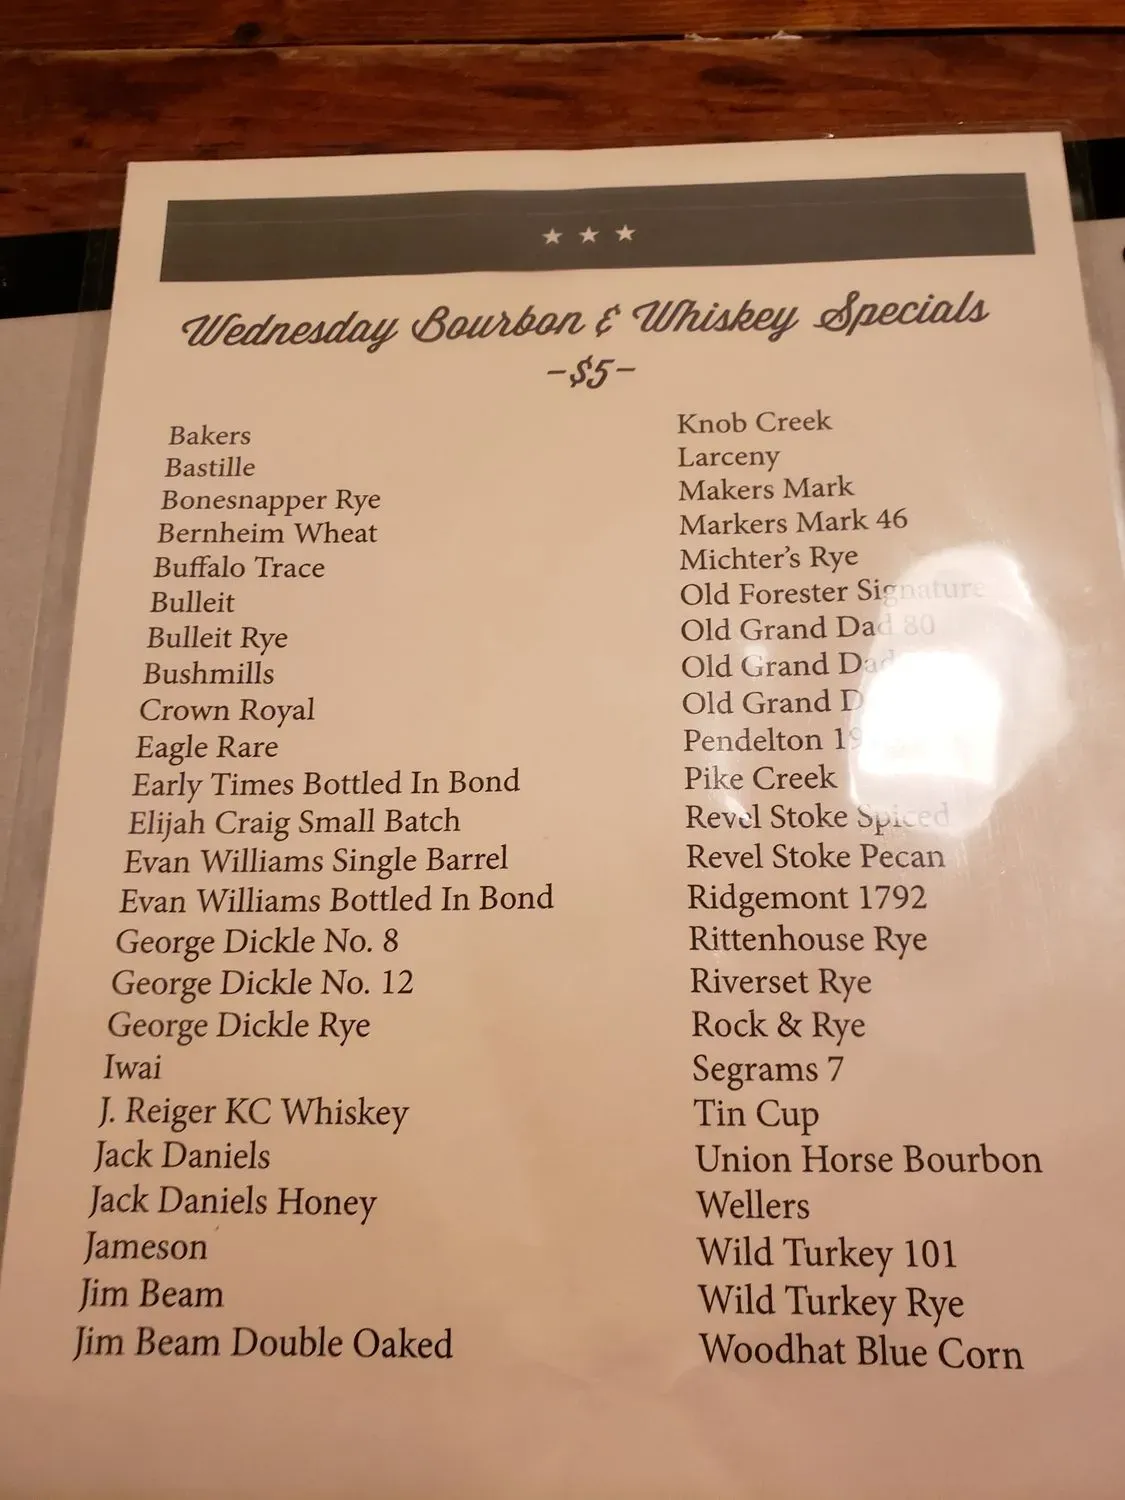 Wednesday Bourbon & Whiskey Specials
-$5-
Bakers
Bastille
Bonesnapper Rye
Bernheim Wheat
Buffalo Trace
Bulleit
Bulleit Rye
Bushmills
Crown Royal
Eagle Rare
Early Times Bottled In Bond
Elijah Craig Small Batch
Evan Williams Single Barrel
Evan Williams Bottled In Bond
George Dickle No. 8
George Dickle No. 12
George Dickle Rye
Iwai
J. Reiger KC Whiskey
Jack Daniels
Jack Daniels Honey
Jameson
Jim Beam
Jim Beam Double Oaked
Knob Creek
Larceny
Makers Mark
Markers Mark 46
Michter's Rye
Old Forester Signature
Old Grand Dad 80
Old Grand Dad
Old Grand
Pendelton
Pike Creek
Revel Stoke Spiced
Revel Stoke Pecan
Ridgemont 1792
Rittenhouse Rye
Riverset Rye
Rock & Rye
Segrams 7
Tin Cup
Union Horse Bourbon
Wellers
Wild Turkey 101
Wild Turkey Rye
Woodhat Blue Corn